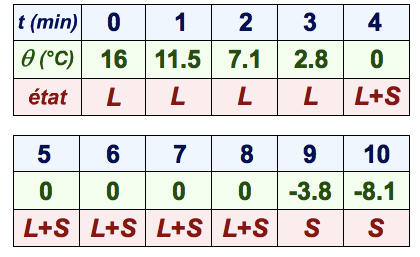 t (min) 0 1 2 3 4
θ (°C) 16 11.5 7.1 2.8 0
état L L L L L+S
5 6 7 8 9 10
0 0 0 0 -3.8 -8.1
L+S L+S L+S L+S S S